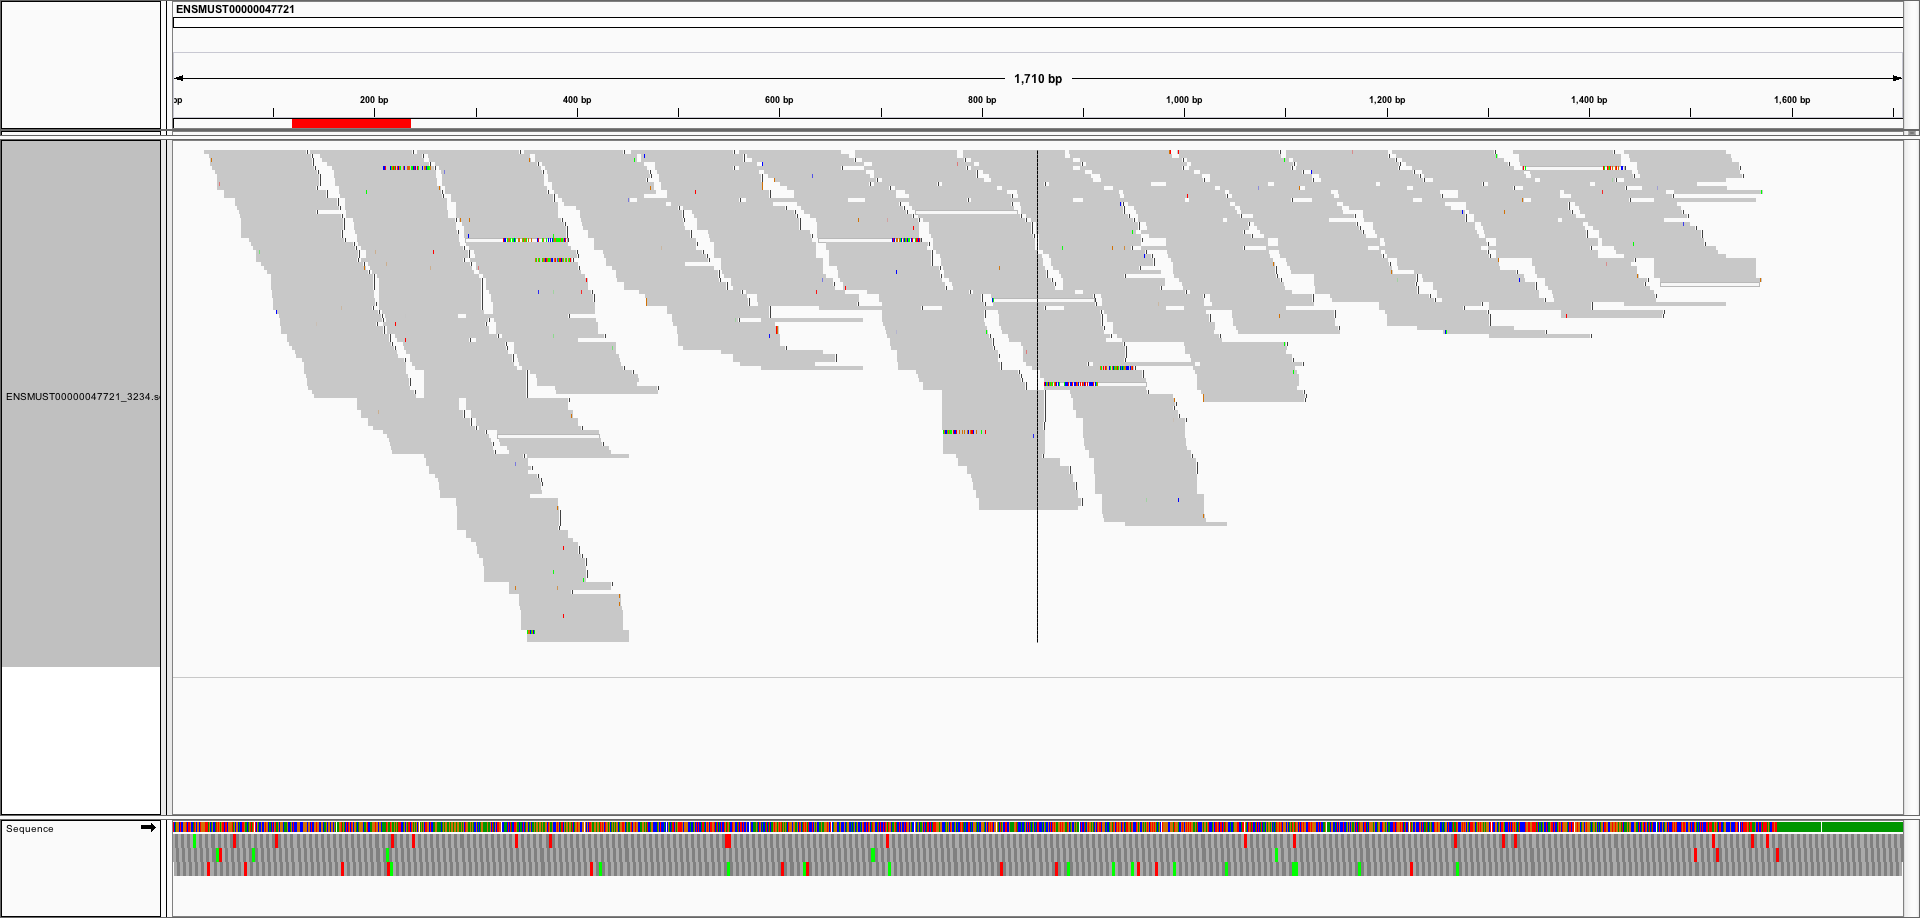 ENSMUST00000047721
1,710 bp
200 bp 400 bp 600 bp 800 bp 1,000 bp 1,200 bp 1,400 bp 1,600 bp
ENSMUST00000047721_3234.s
Sequence